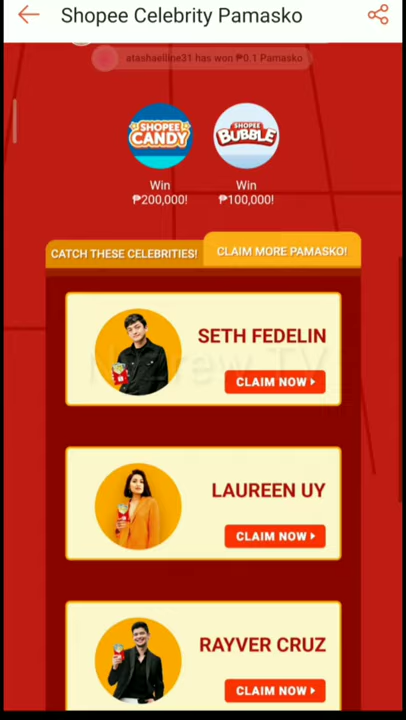 Shopee Celebrity Pamasko
atashaelline31 has won ₱0.1 Pamasko
SHOPEE
CANDY
SHOPEE
BUBBLE
Win
₱200,000!
Win
₱100,000!
CATCH THESE CELEBRITIES!
CLAIM MORE PAMASKO!
SETH FEDELIN
CLAIM NOW
LAUREEN UY
CLAIM NOW
RAYVER CRUZ
CLAIM NOW